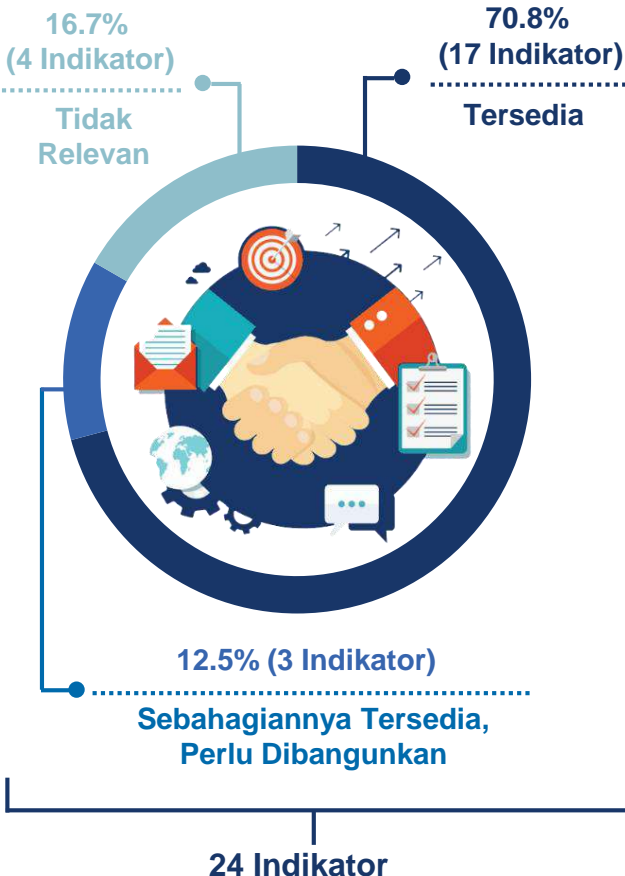 16.7%
(4 Indikator)
Tidak
Relevan
70.8%
(17 Indikator)
Tersedia
12.5% (3 Indikator)
Sebahagiannya Tersedia,
Perlu Dibangunkan
24 Indikator